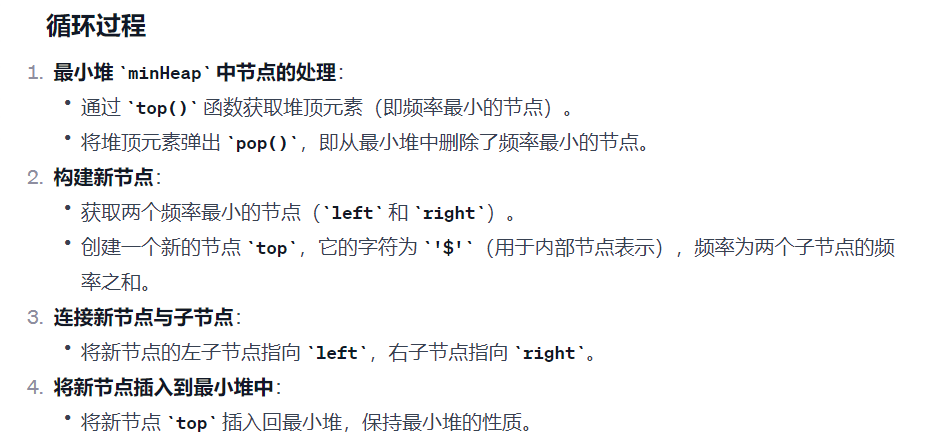 循环过程
1. 最小堆 `minHeap` 中节点的处理：
• 通过 `top()` 函数获取堆顶元素（即频率最小的节点）。
• 将堆顶元素弹出 `pop()`，即从最小堆中删除了频率最小的节点。
2. 构建新节点：
• 获取两个频率最小的节点（`left` 和 `right`）。
• 创建一个新的节点 `top`，它的字符为 `'$'`（用于内部节点表示），频率为两个子节点的频
率之和。
3. 连接新节点与子节点：
• 将新节点的左子节点指向 `left`，右子节点指向 `right`。
4. 将新节点插入到最小堆中：
• 将新节点 `top` 插入回最小堆，保持最小堆的性质。